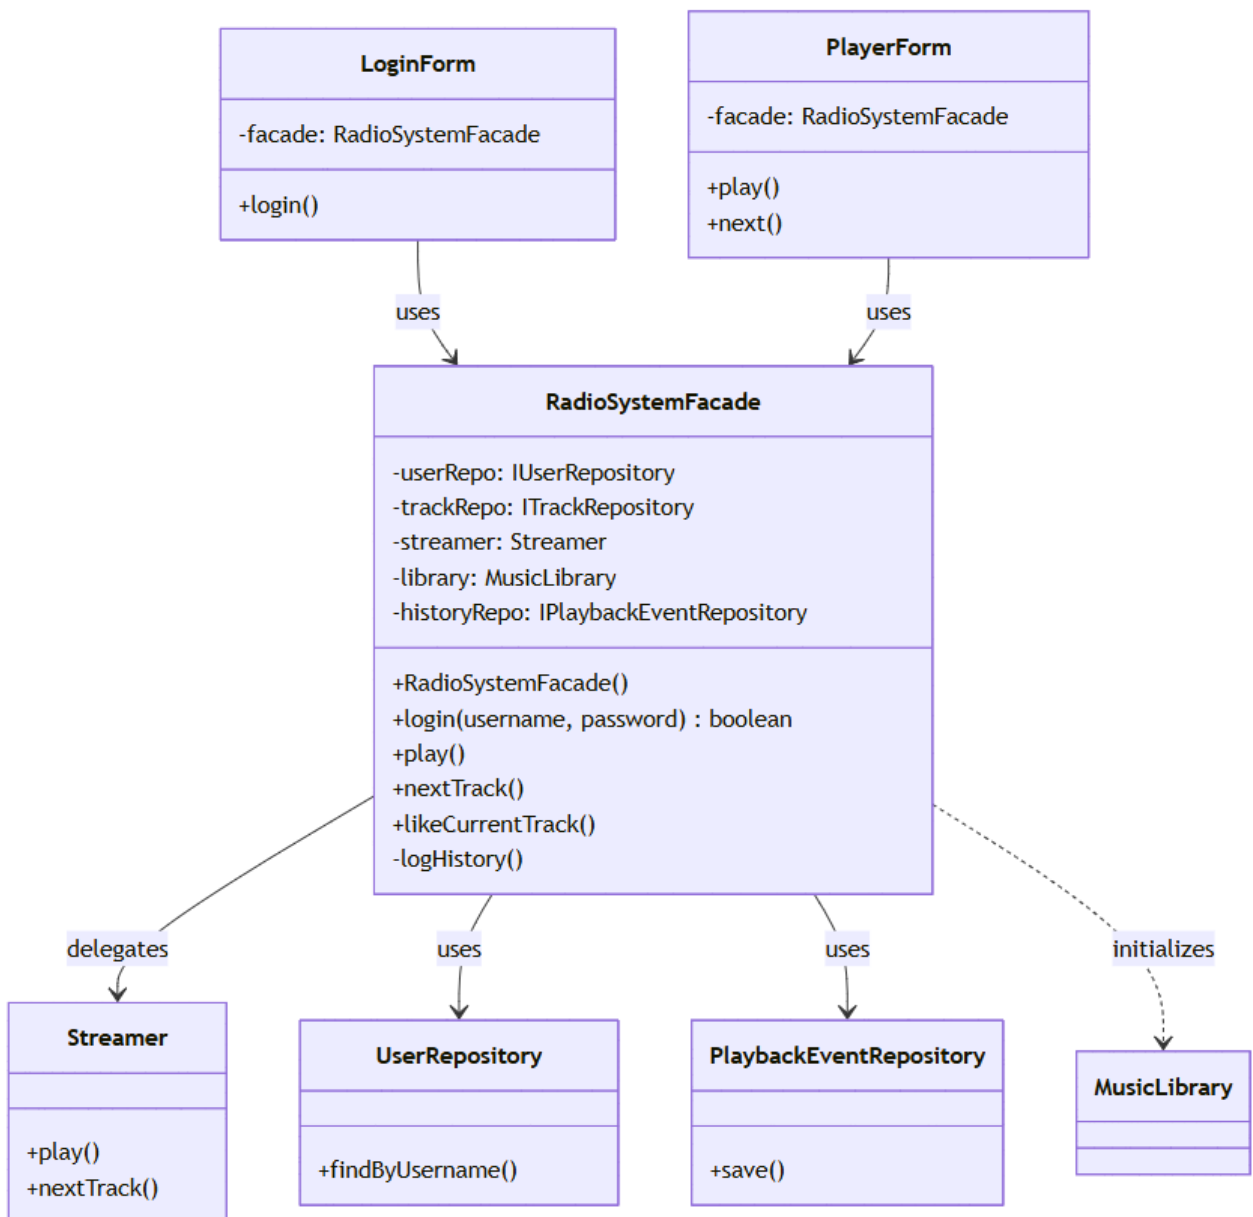 LoginForm
-facade: RadioSystemFacade
+login()
PlayerForm
-facade: RadioSystemFacade
+play()
+next()
uses
uses
RadioSystemFacade
-userRepo: IUserRepository
-trackRepo: ITrackRepository
-streamer: Streamer
-library: MusicLibrary
-historyRepo: IPlaybackEventRepository
+RadioSystemFacade()
+login(username, password) : boolean
+play()
+nextTrack()
+likeCurrentTrack()
-logHistory()
delegates
uses
uses
initializes
Streamer
+play()
+nextTrack()
UserRepository
+findByUsername()
PlaybackEventRepository
+save()
MusicLibrary